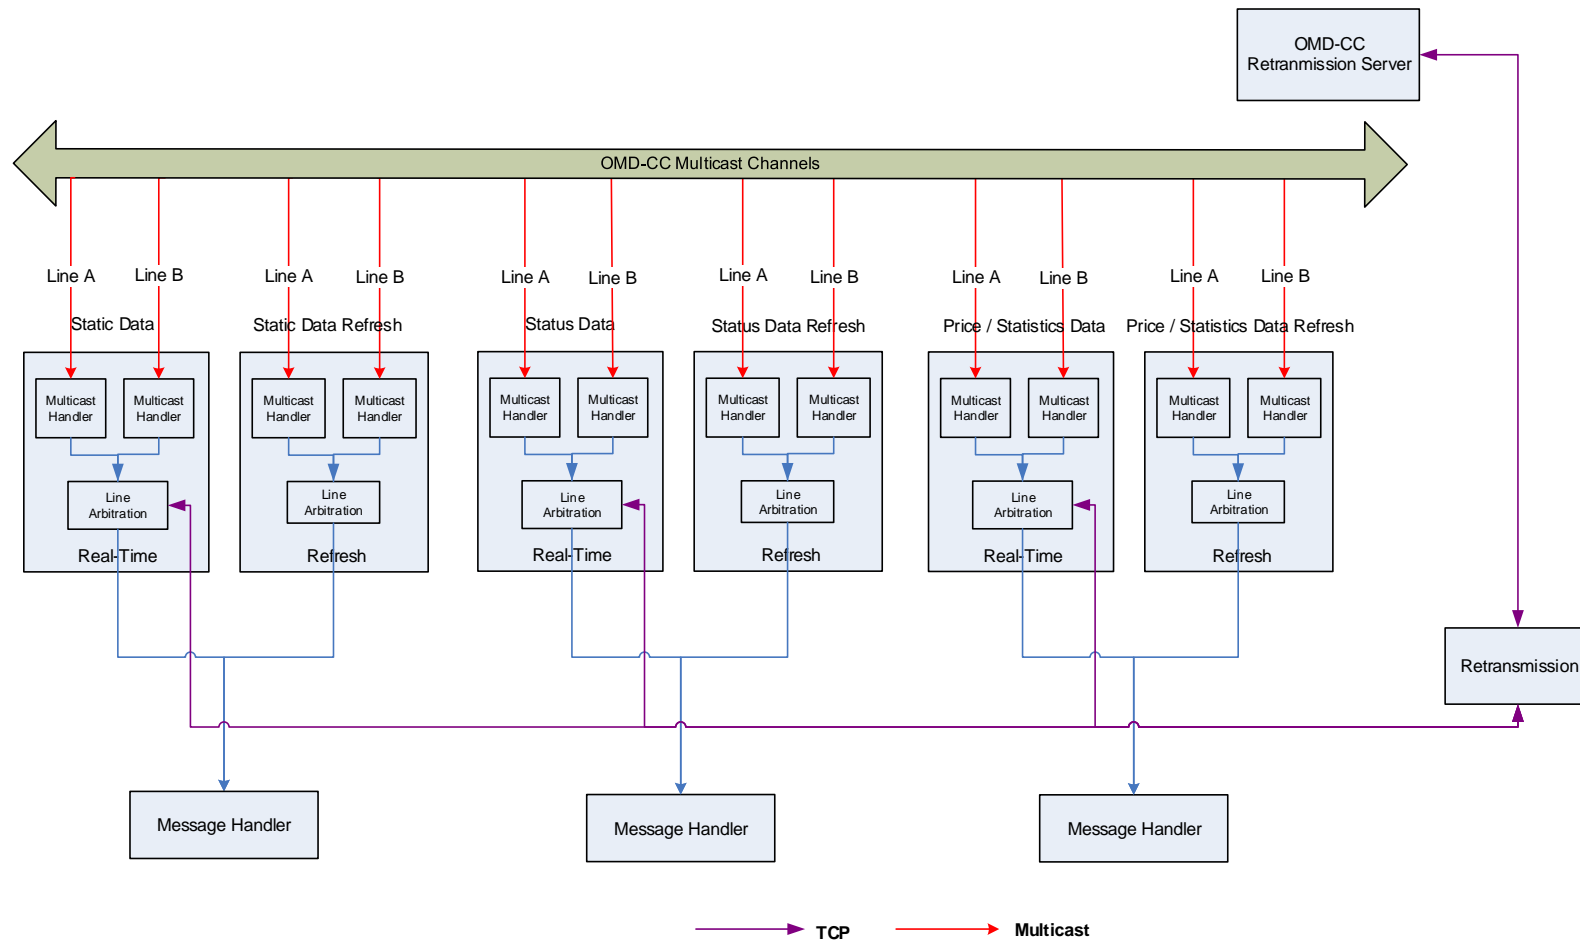 OMD-CC
Retranmission Server
OMD-CC Multicast Channels
Line A
Line B
Line A
Line B
Line A
Line B
Line A
Line B
Line A
Line B
Line A
Line B
Static Data
Static Data Refresh
Status Data
Status Data Refresh
Price / Statistics Data
Price / Statistics Data Refresh
Multicast
Handler
Multicast
Handler
Multicast
Handler
Multicast
Handler
Multicast
Handler
Multicast
Handler
Multicast
Handler
Multicast
Handler
Multicast
Handler
Multicast
Handler
Multicast
Handler
Multicast
Handler
Line
Arbitration
Line
Arbitration
Line
Arbitration
Line
Arbitration
Line
Arbitration
Line
Arbitration
Real-Time
Refresh
Real-Time
Refresh
Real-Time
Refresh
Retransmission
Message Handler
Message Handler
Message Handler
TCP
Multicast